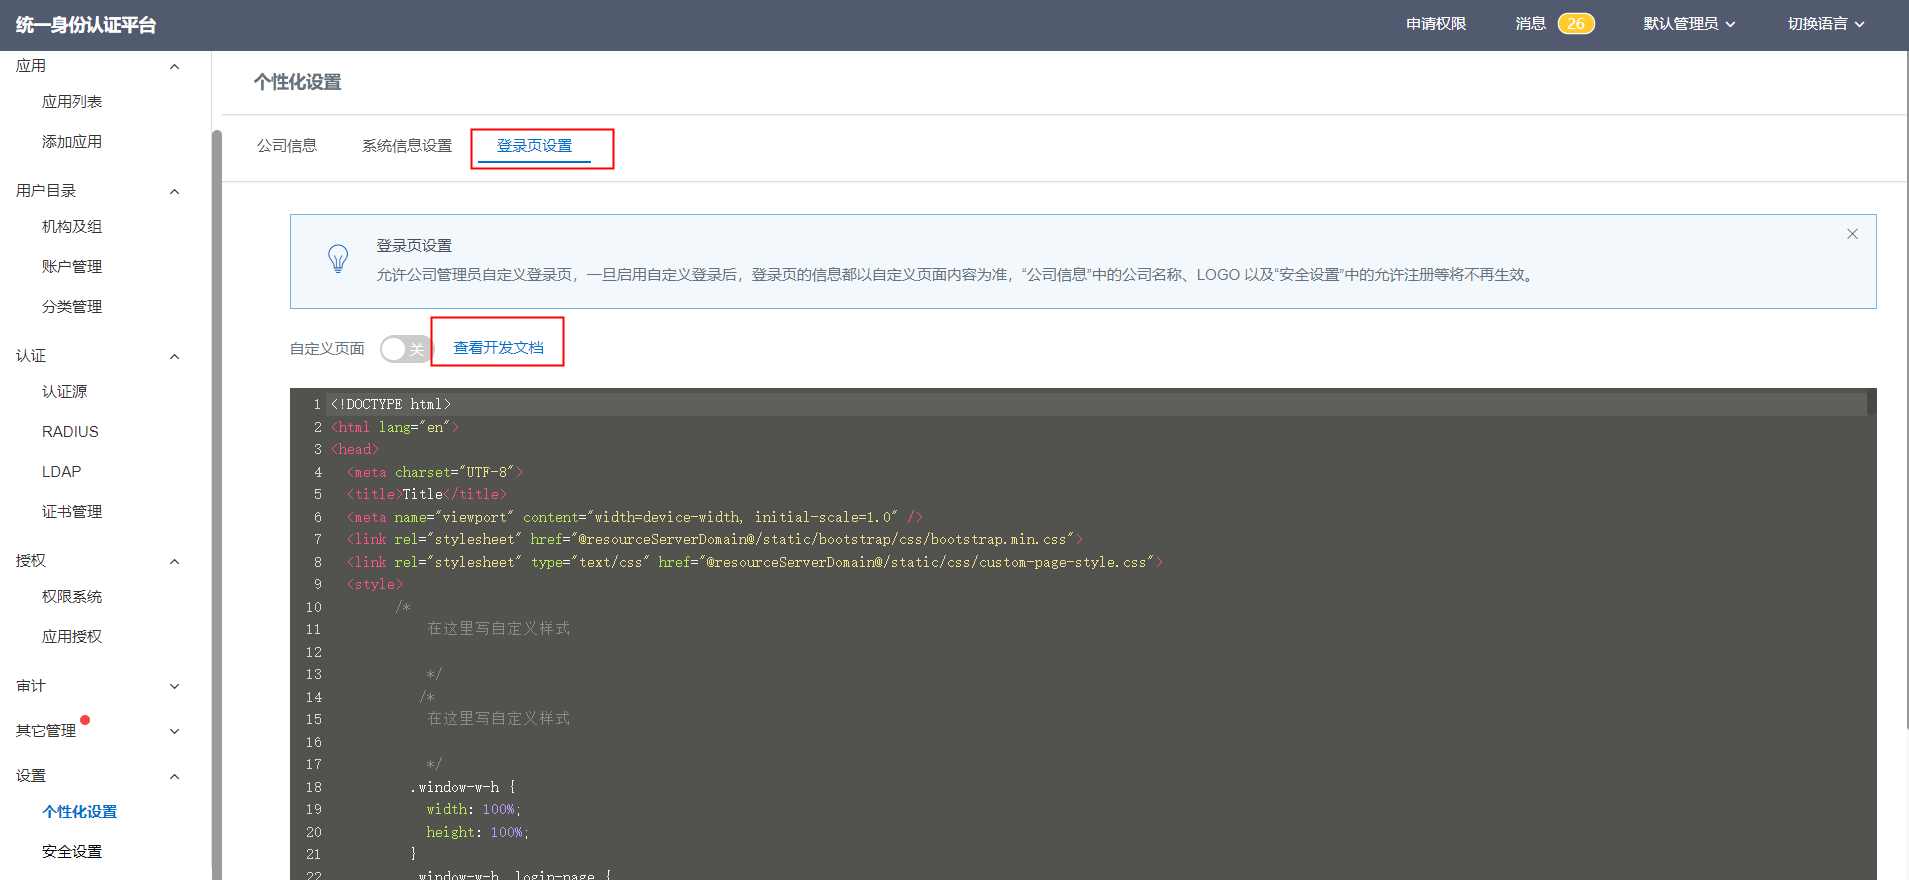 统一身份认证平台
申请权限
消息 26
默认管理员
切换语言
应用
应用列表
添加应用
用户目录
机构及组
账户管理
分类管理
认证
认证源
RADIUS
LDAP
证书管理
授权
权限系统
应用授权
审计
其它管理
设置
个性化设置
安全设置
个性化设置
公司信息
系统信息设置
登录页设置
登录页设置
允许公司管理员自定义登录页，一旦启用自定义登录后，登录页的信息都以自定义页面内容为准，“公司信息”中的公司名称、LOGO 以及“安全设置”中的允许注册等将不再生效。
自定义页面 关 查看开发文档
1 <!DOCTYPE html>
2 <html lang="en">
3 <head>
4 <meta charset="UTF-8">
5 <title>Title</title>
6 <meta name="viewport" content="width=device-width, initial-scale=1.0" />
7 <link rel="stylesheet" href="@resourceServerDomain@/static/bootstrap/css/bootstrap.min.css">
8 <link rel="stylesheet" type="text/css" href="@resourceServerDomain@/static/css/custom-page-style.css">
9 <style>
10 /*
11 在这里写自定义样式
12
13 */
14 /*
15 在这里写自定义样式
16
17 */
18 .window-w-h {
19 width: 100%;
20 height: 100%;
21 }
22 .window-w-h .login-page {